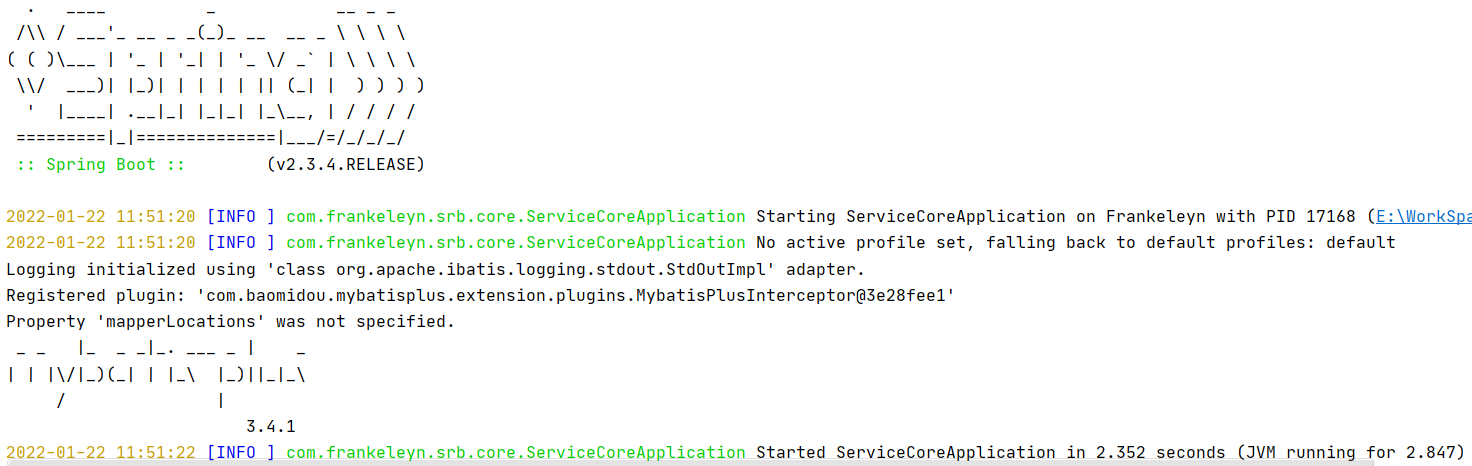 .   ____          _            __ _ _
 /\\ / ___'_ __ _ _(_)_ __  __ _ \ \ \ \
( ( )\___ | '_ | '_| | '_ \/ _` | \ \ \ \
 \\/  ___)| |_)| | | | | || (_| |  ) ) ) )
  '  |____| .__|_| |_|_| |_\__, | / / / /
 =========|_|==============|___/=/_/_/_/
 :: Spring Boot ::        (v2.3.4.RELEASE)
2022-01-22 11:51:20 [INFO ] com.frankeleyn.srb.core.ServiceCoreApplication Starting ServiceCoreApplication on Frankeleyn with PID 17168 (E:\WorkSpa
2022-01-22 11:51:20 [INFO ] com.frankeleyn.srb.core.ServiceCoreApplication No active profile set, falling back to default profiles: default
Logging initialized using 'class org.apache.ibatis.logging.stdout.StdOutImpl' adapter.
Registered plugin: 'com.baomidou.mybatisplus.extension.plugins.MybatisPlusInterceptor@3e28fee1'
Property 'mapperLocations' was not specified.
 _ _   |_  _ _|_. ___ _ |    _
| | |\/|_)(_| | |_\  |_)||_|_\
     /               |
                        3.4.1
2022-01-22 11:51:22 [INFO ] com.frankeleyn.srb.core.ServiceCoreApplication Started ServiceCoreApplication in 2.352 seconds (JVM running for 2.847)